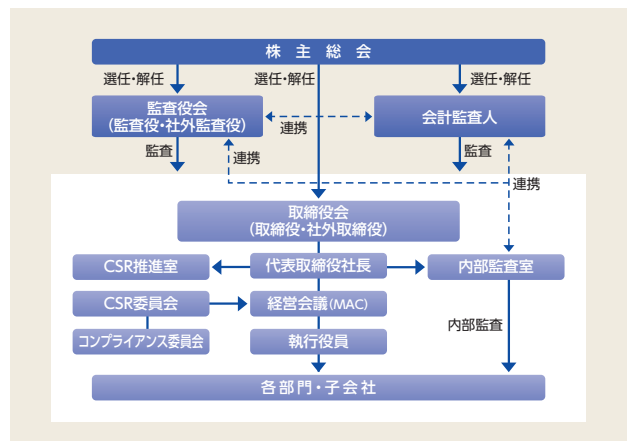 株主総会
選任・解任
選任・解任
選任・解任
監査役会
(監査役・社外監査役)
会計監査人
連携
監査
連携
監査
連携
取締役会
(取締役・社外取締役)
CSR推進室
代表取締役社長
内部監査室
CSR委員会
経営会議(MAC)
内部監査
コンプライアンス委員会
執行役員
各部門・子会社